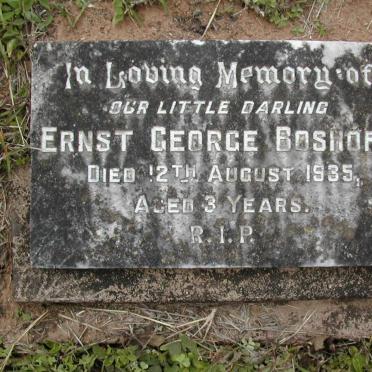 In Loving Memory of
OUR LITTLE DARLING
ERNST GEORGE BOSHOF
DIED 12TH AUGUST 1935,
AGED 3 YEARS.
R.I.P.